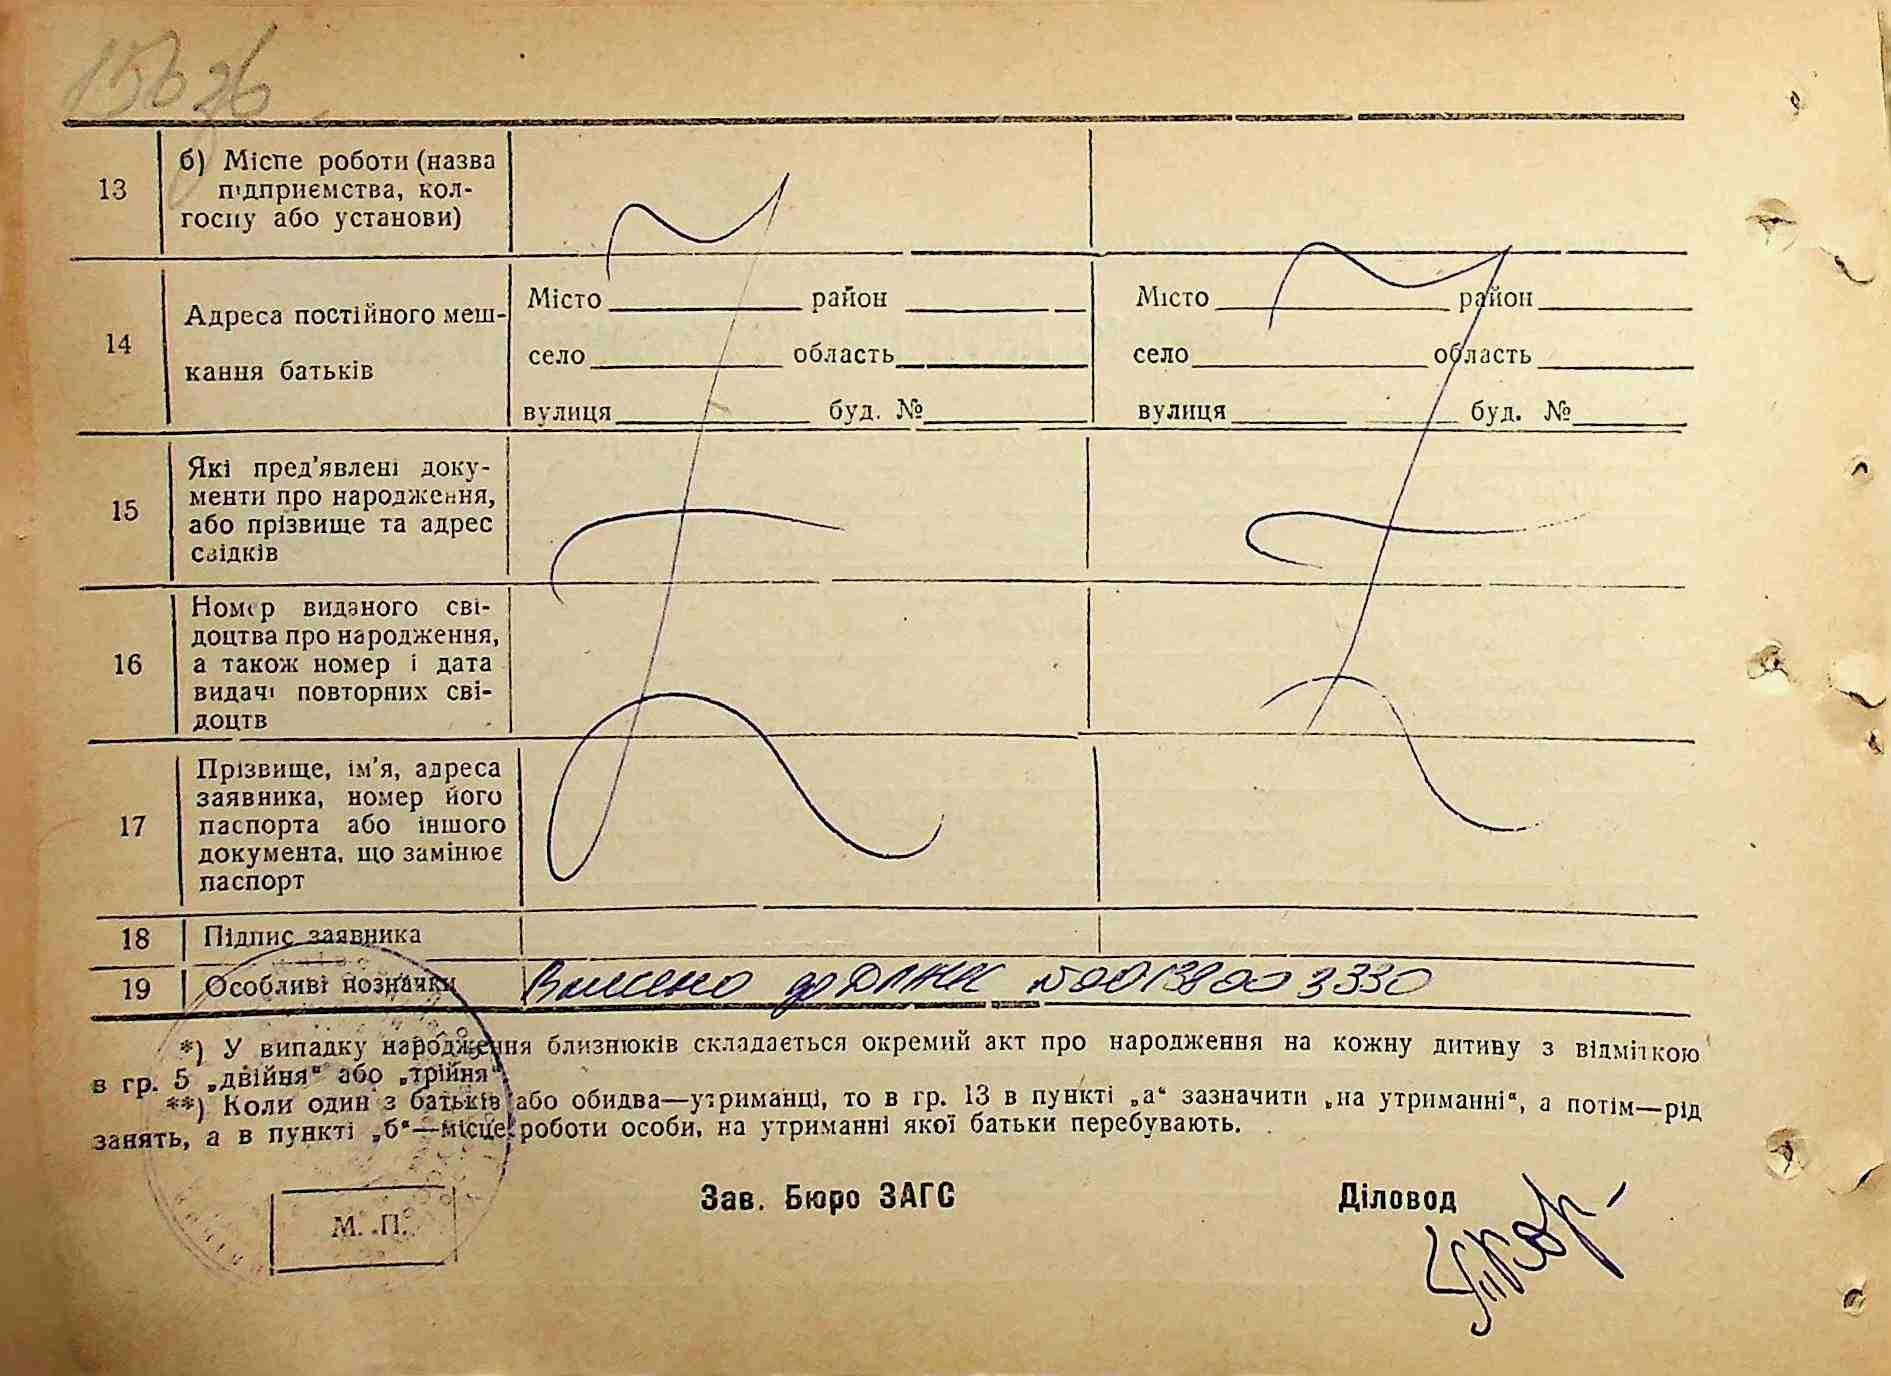 13
б) Міспе роботи (назва
підприємства, кол-
госпу або установи)
14
Адреса постійного меш-
кання батьків
Місто район
село область
вулиця буд. №
Місто район
село область
вулиця буд. №
15
Які пред'явлені доку-
менти про народження,
або прізвище та адрес
свідків
16
Номер виданого сві-
доцтва про народження,
а також номер і дата
видачі повторних сві-
доцтв
17
Прізвище, ім'я, адреса
заявника, номер його
паспорта або іншого
документа, що замінює
паспорт
18 Підпис заявника
19 Особливі позначки Внесено до №00138003330
*) У випадку народження близнюків складається окремий акт про народження на кожну дитину з відміткою
в гр. 5 „двійня“ або „трійня“
**) Коли один з батьків або обидва—утриманці, то в гр. 13 в пункті „а“ зазначити „на утриманні“, а потім—рід
занять, а в пункті „б“—місце роботи особи, на утриманні якої батьки перебувають.
Зав. Бюро ЗАГС Діловод
М. П.